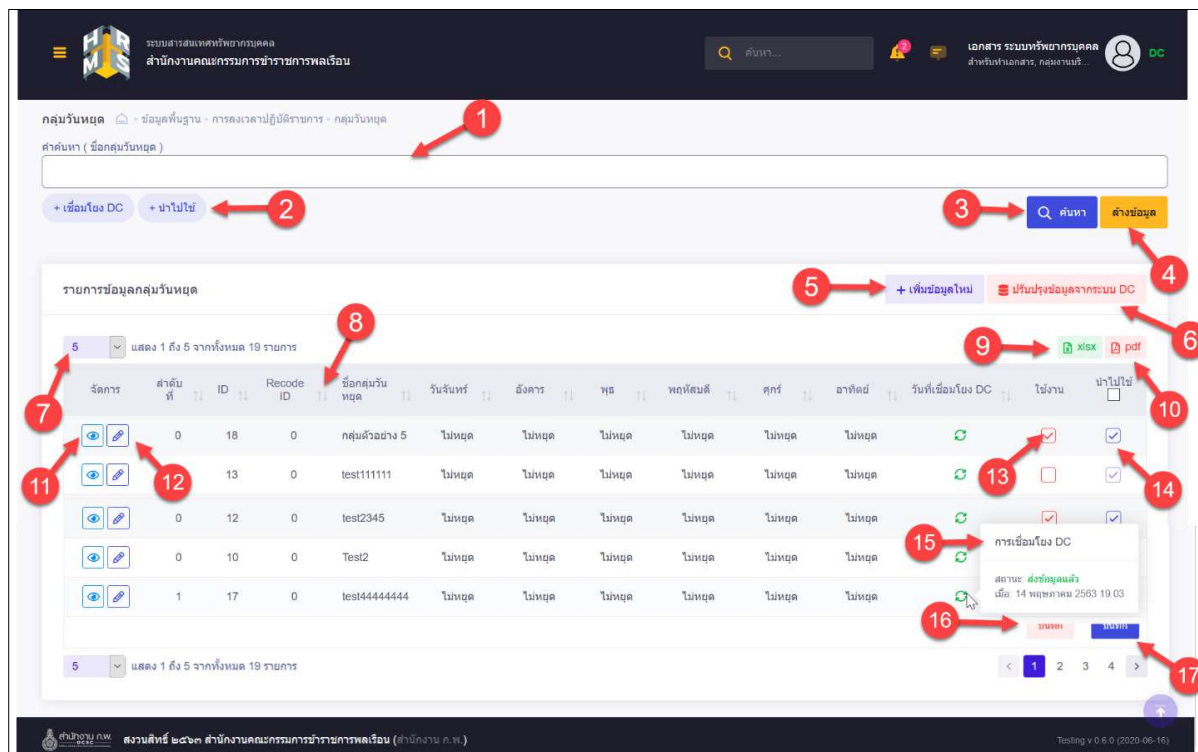 HR
MS
ระบบสารสนเทศทรัพยากรบุคคล
สำนักงานคณะกรรมการข้าราชการพลเรือน
ค้นหา...
2
เอกสาร ระบบทรัพยากรบุคคล
สำหรับทำเอกสาร, กลุ่มงานบริ...
DC
กลุ่มวันหยุด - ข้อมูลพื้นฐาน - การลงเวลาปฏิบัติราชการ - กลุ่มวันหยุด
1
คำค้นหา ( ชื่อกลุ่มวันหยุด )
+ เชื่อมโยง DC + นำไปใช้ 2
3 ค้นหา ล้างข้อมูล
4
รายการข้อมูลกลุ่มวันหยุด
5 + เพิ่มข้อมูลใหม่ ปรับปรุงข้อมูลจากระบบ DC
6
8
5 แสดง 1 ถึง 5 จากทั้งหมด 19 รายการ
9 xlsx pdf
7
10
จัดการ ลำดับที่ ID Recode ID ชื่อกลุ่มวันหยุด วันจันทร์ อังคาร พุธ พฤหัสบดี ศุกร์ อาทิตย์ วันที่เชื่อมโยง DC ใช้งาน นำไปใช้
0 18 0 กลุ่มตัวอย่าง 5 ไม่หยุด ไม่หยุด ไม่หยุด ไม่หยุด ไม่หยุด ไม่หยุด
11 12 13 14
13 0 test111111 ไม่หยุด ไม่หยุด ไม่หยุด ไม่หยุด ไม่หยุด ไม่หยุด
0 12 0 test2345 ไม่หยุด ไม่หยุด ไม่หยุด ไม่หยุด ไม่หยุด ไม่หยุด
15 การเชื่อมโยง DC
0 10 0 Test2 ไม่หยุด ไม่หยุด ไม่หยุด ไม่หยุด ไม่หยุด ไม่หยุด
สถานะ: ส่งข้อมูลแล้ว
เมื่อ: 14 พฤษภาคม 2563 19.03
1 17 0 test44444444 ไม่หยุด ไม่หยุด ไม่หยุด ไม่หยุด ไม่หยุด ไม่หยุด
16 บันทึก บันทึก
17
5 แสดง 1 ถึง 5 จากทั้งหมด 19 รายการ
< 1 2 3 4 >
สำนักงาน ก.พ.
OCSC
สงวนสิทธิ์ ๒๕๖๓ สำนักงานคณะกรรมการข้าราชการพลเรือน (สำนักงาน ก.พ.)
Testing v 0.6.0 (2020-06-16)